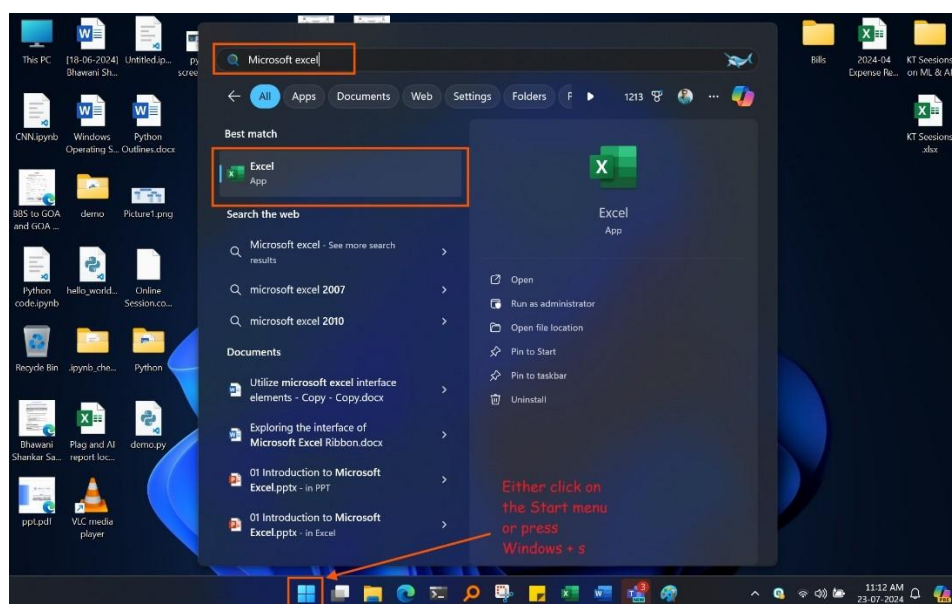 This PC
[18-06-2024]
Bhawani Sh...
Untitled.ip...
py
scree
CNN.ipynb
Windows
Operating S...
Python
Outlines.docx
BBS to GOA
and GOA ...
demo
Picture1.png
Python
code.ipynb
hello_world...
Online
Session.co...
Recycle Bin
.ipynb_che...
Python
Bhawani
Shankar Sa...
Plag and AI
report loc...
demo.py
ppt.pdf
VLC media
player
Microsoft excel
All
Apps
Documents
Web
Settings
Folders
1213
Best match
Excel
App
Search the web
Microsoft excel - See more search
results
microsoft excel 2007
microsoft excel 2010
Documents
Utilize microsoft excel interface
elements - Copy - Copy.docx
Exploring the interface of
Microsoft Excel Ribbon.docx
01 Introduction to Microsoft
Excel.pptx - in PPT
01 Introduction to Microsoft
Excel.pptx - in Excel
Excel
App
Open
Run as administrator
Open file location
Pin to Start
Pin to taskbar
Uninstall
Either click on
the Start menu
or press
Windows + s
Bills
2024-04
Expense Re...
KT Seesions
on ML & AI
KT Seesions
.xlsx
11:12 AM
23-07-2024